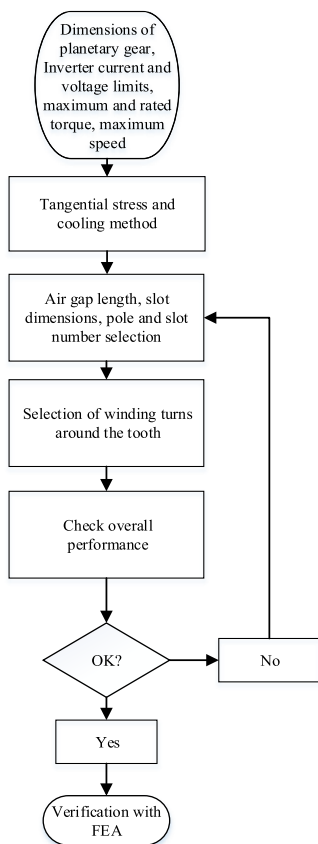 Dimensions of
planetary gear,
Inverter current and
voltage limits,
maximum and rated
torque, maximum
speed
Tangential stress and
cooling method
Air gap length, slot
dimensions, pole and slot
number selection
Selection of winding turns
around the tooth
Check overall
performance
OK?
No
Yes
Verification with
FEA